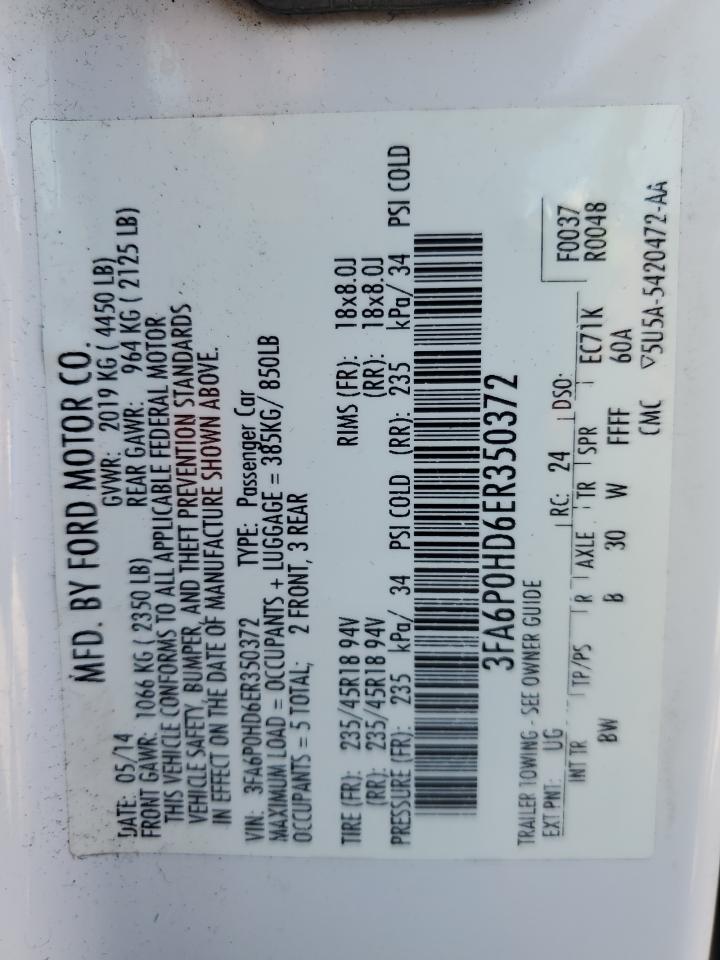 MFD. BY FORD MOTOR CO.
DATE: 05/14 GVWR: 2019 KG ( 4450 LB)
FRONT GAWR: 1066 KG ( 2350 LB) REAR GAWR: 964 KG ( 2125 LB)
THIS VEHICLE CONFORMS TO ALL APPLICABLE FEDERAL MOTOR
VEHICLE SAFETY, BUMPER, AND THEFT PREVENTION STANDARDS
IN EFFECT ON THE DATE OF MANUFACTURE SHOWN ABOVE.
VIN: 3FA6P0HD6ER350372 TYPE: Passenger Car
MAXIMUM LOAD = OCCUPANTS + LUGGAGE = 385KG/ 850LB
OCCUPANTS = 5 TOTAL; 2 FRONT, 3 REAR
TIRE (FR): 235/45R18 94V RIMS (FR): 18x8.0J
(RR): 235/45R18 94V (RR): 18x8.0J
PRESSURE (FR): 235 kPa/ 34 PSI COLD (RR): 235 kPa/ 34 PSI COLD
3FA6P0HD6ER350372
TRAILER TOWING - SEE OWNER GUIDE
EXT PNT: UG RC: 24 DSO: F0037
R0048
INT TR TP/PS R AXLE TR SPR EC71K
BW B 30 W FFFF 60A
CMC ▽5U5A-5420472-AA